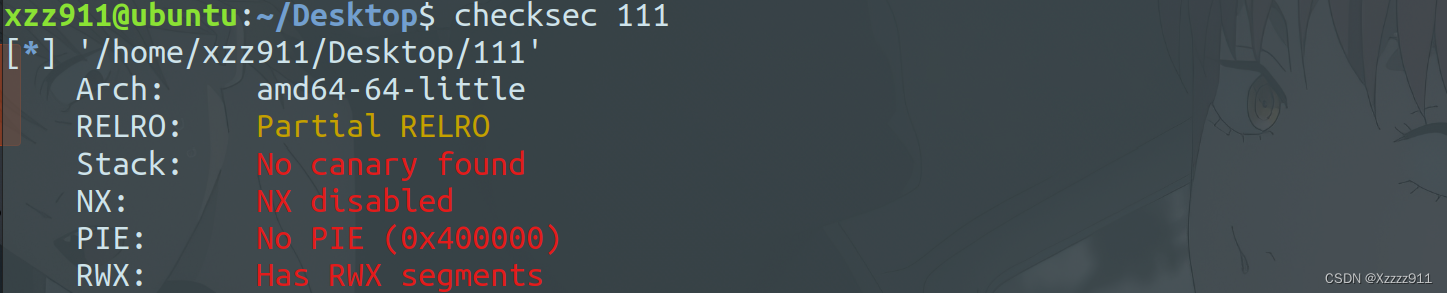 xzz911@ubuntu:~/Desktop$ checksec 111
[*] '/home/xzz911/Desktop/111'
    Arch:     amd64-64-little
    RELRO:    Partial RELRO
    Stack:    No canary found
    NX:       NX disabled
    PIE:      No PIE (0x400000)
    RWX:      Has RWX segments
CSDN @Xzzzz911